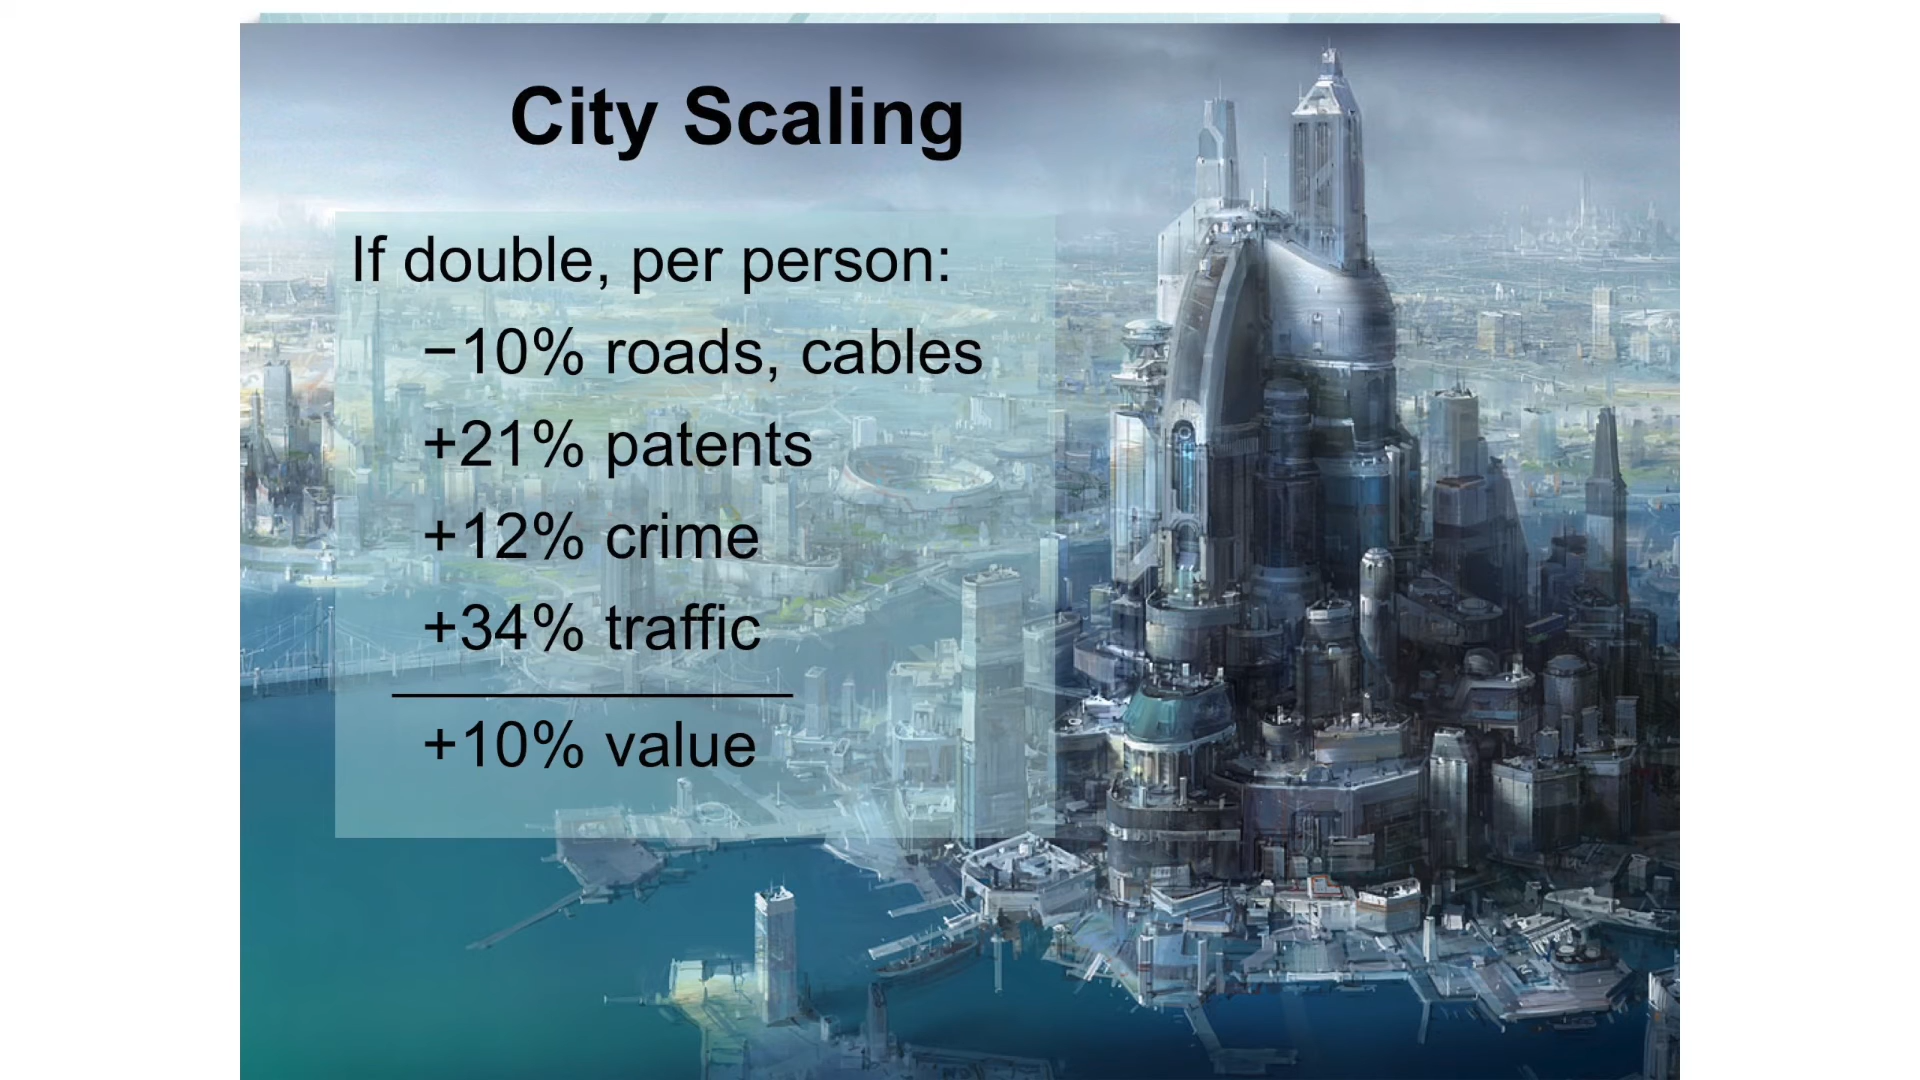 City Scaling
If double, per person:
−10% roads, cables
+21% patents
+12% crime
+34% traffic
+10% value